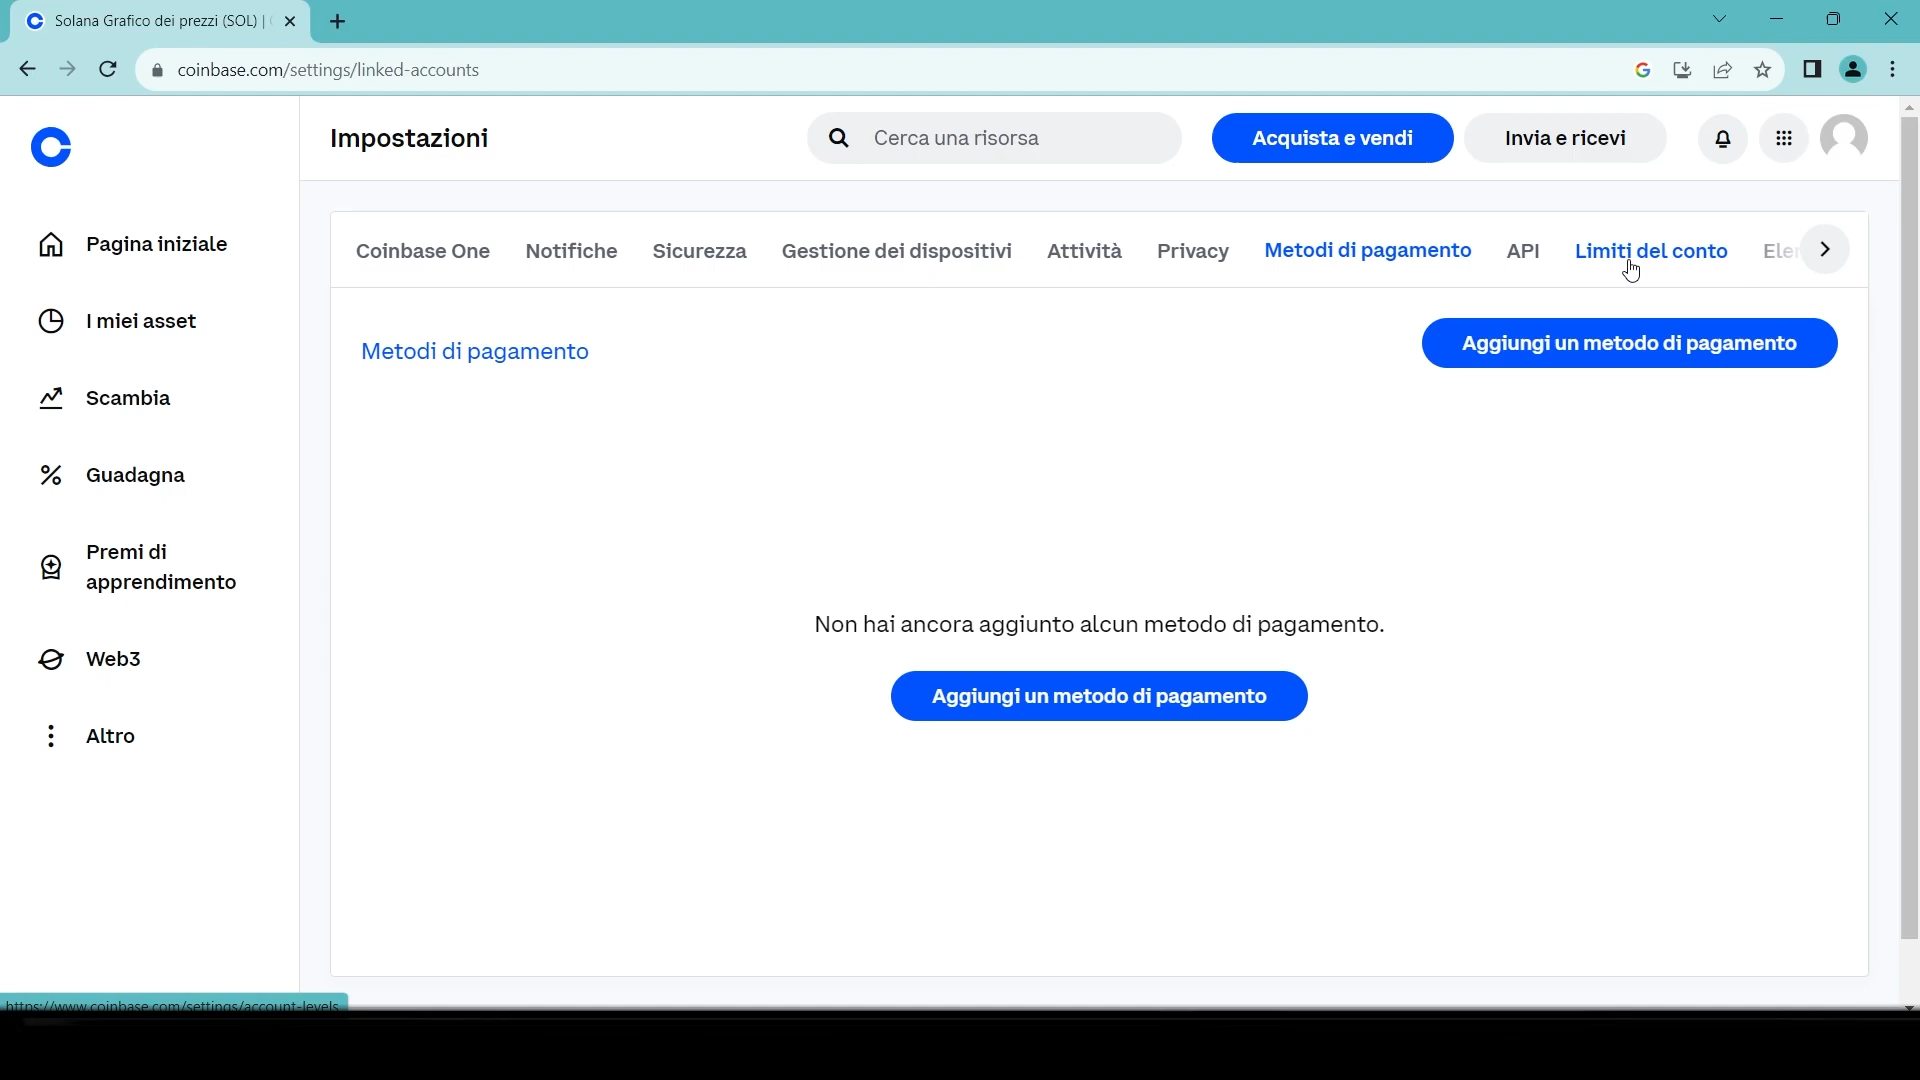 Solana Grafico dei prezzi (SOL) |
coinbase.com/settings/linked-accounts
Impostazioni
Cerca una risorsa
Acquista e vendi
Invia e ricevi
Pagina iniziale
I miei asset
Scambia
Guadagna
Premi di
apprendimento
Web3
Altro
Coinbase One Notifiche Sicurezza Gestione dei dispositivi Attività Privacy Metodi di pagamento API Limiti del conto
Metodi di pagamento
Aggiungi un metodo di pagamento
Non hai ancora aggiunto alcun metodo di pagamento.
Aggiungi un metodo di pagamento
https://www.coinbase.com/settings/account-levels